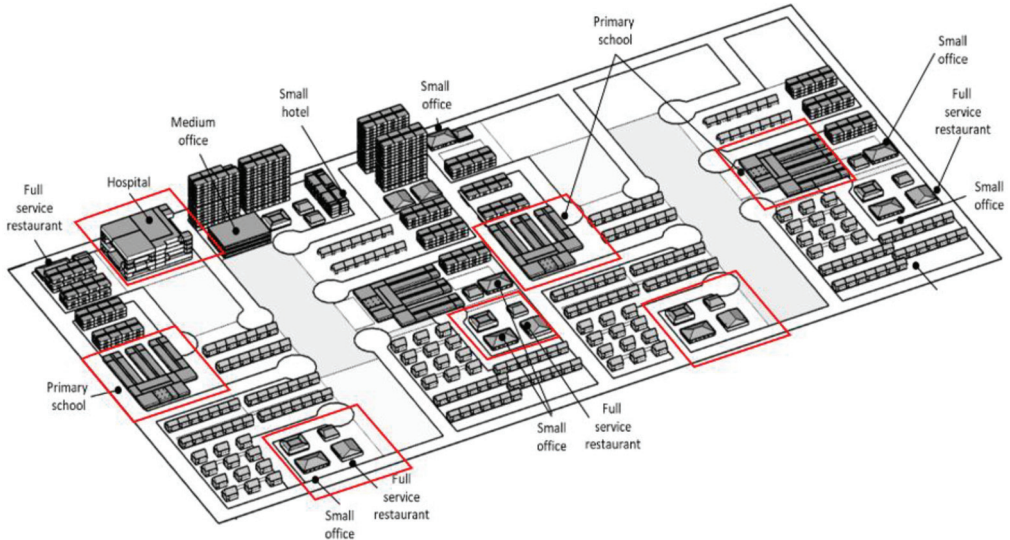 Primary
school
Small
office
Small
office
Small
hotel
Full
service
restaurant
Medium
office
Full
service
restaurant
Hospital
Small
office
Primary
school
Full
service
restaurant
Small
office
Full
service
restaurant
Small
office